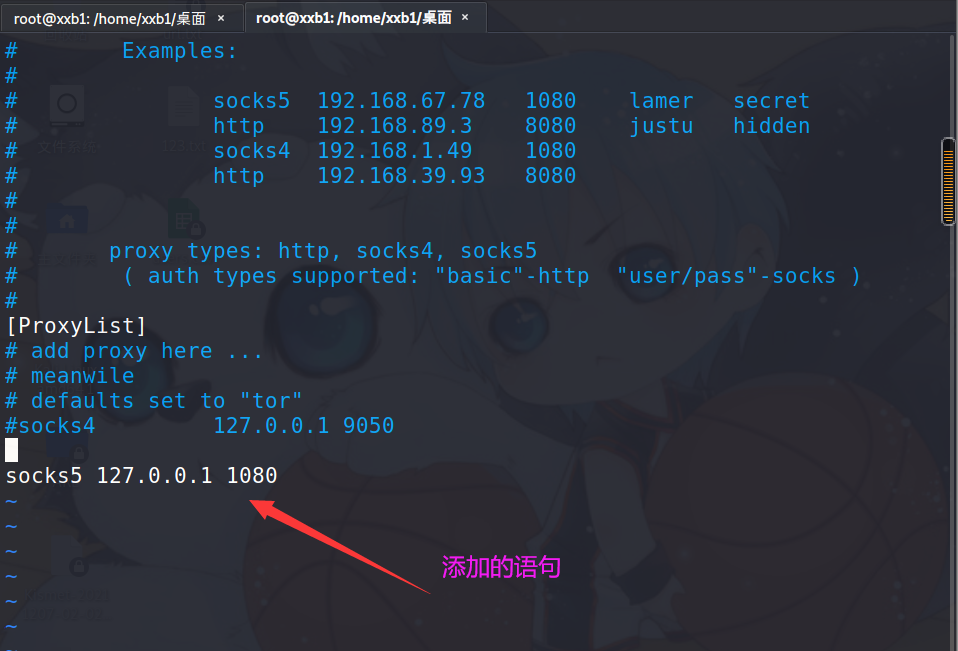 root@xxb1: /home/xxb1/桌面 × root@xxb1: /home/xxb1/桌面 ×
# Examples:
#
# socks5 192.168.67.78 1080 lamer secret
# http 192.168.89.3 8080 justu hidden
# socks4 192.168.1.49 1080
# http 192.168.39.93 8080
#
#
# proxy types: http, socks4, socks5
# ( auth types supported: "basic"-http "user/pass"-socks )
#
[ProxyList]
# add proxy here ...
# meanwile
# defaults set to "tor"
#socks4 127.0.0.1 9050
socks5 127.0.0.1 1080
~
~
~
添加的语句
~
~
~
~